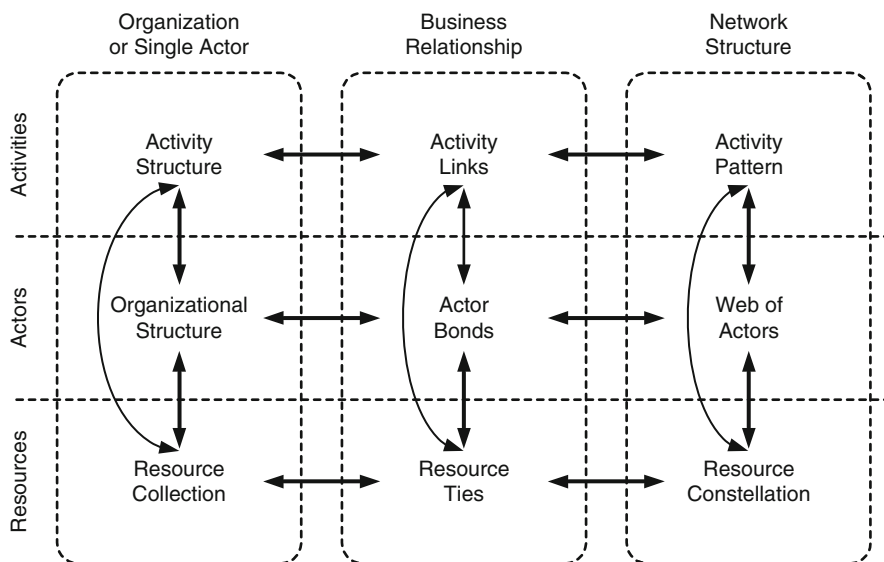 Organization
or Single Actor
Business
Relationship
Network
Structure
Activities
Activity
Structure
Activity
Links
Activity
Pattern
Actors
Organizational
Structure
Actor
Bonds
Web of
Actors
Resources
Resource
Collection
Resource
Ties
Resource
Constellation